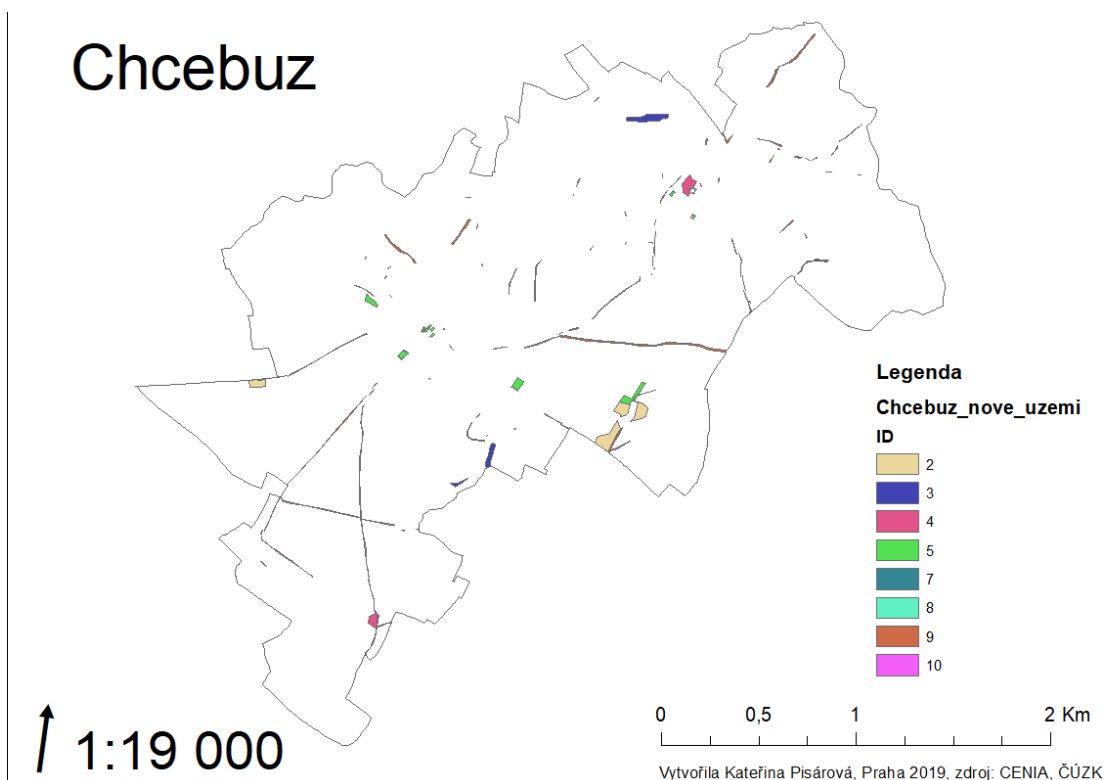 Chcebuz
Legenda
Chcebuz_nove_uzemi
ID
2
3
4
5
7
8
9
10
0 0,5 1 2 Km
1:19 000
Vytvořila Kateřina Pisárová, Praha 2019, zdroj: CENIA, ČÚZK